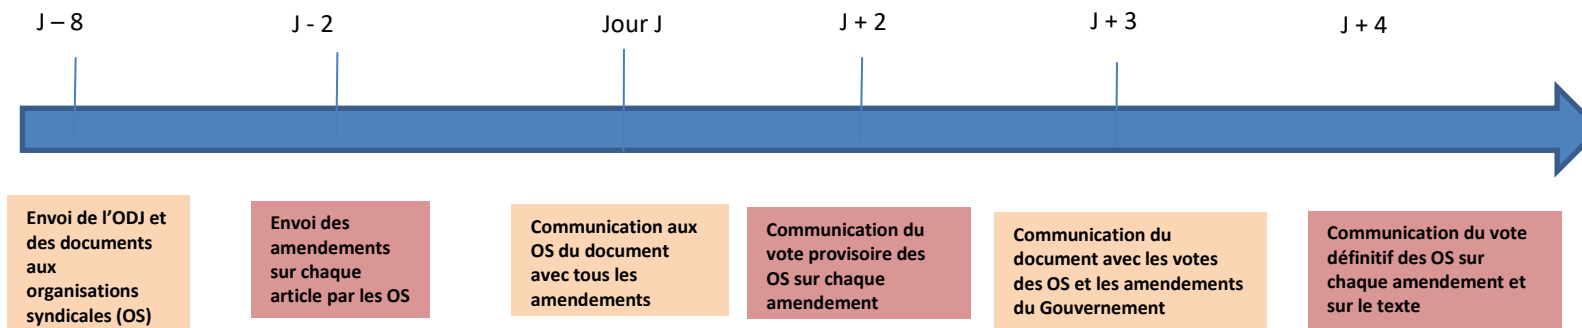 J – 8
J - 2
Jour J
J + 2
J + 3
J + 4
Envoi de l’ODJ et
des documents
aux
organisations
syndicales (OS)
Envoi des
amendements
sur chaque
article par les OS
Communication aux
OS du document
avec tous les
amendements
Communication du
vote provisoire des
OS sur chaque
amendement
Communication du
document avec les votes
des OS et les amendements
du Gouvernement
Communication du vote
définitif des OS sur
chaque amendement et
sur le texte